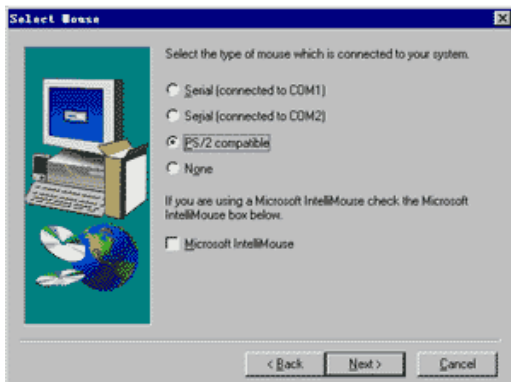 Select Mouse
Select the type of mouse which is connected to your system.
Serial (connected to COM1)
Serial (connected to COM2)
PS/2 compatible
None
If you are using a Microsoft IntelliMouse check the Microsoft
IntelliMouse box below.
Microsoft IntelliMouse
< Back Next > Cancel